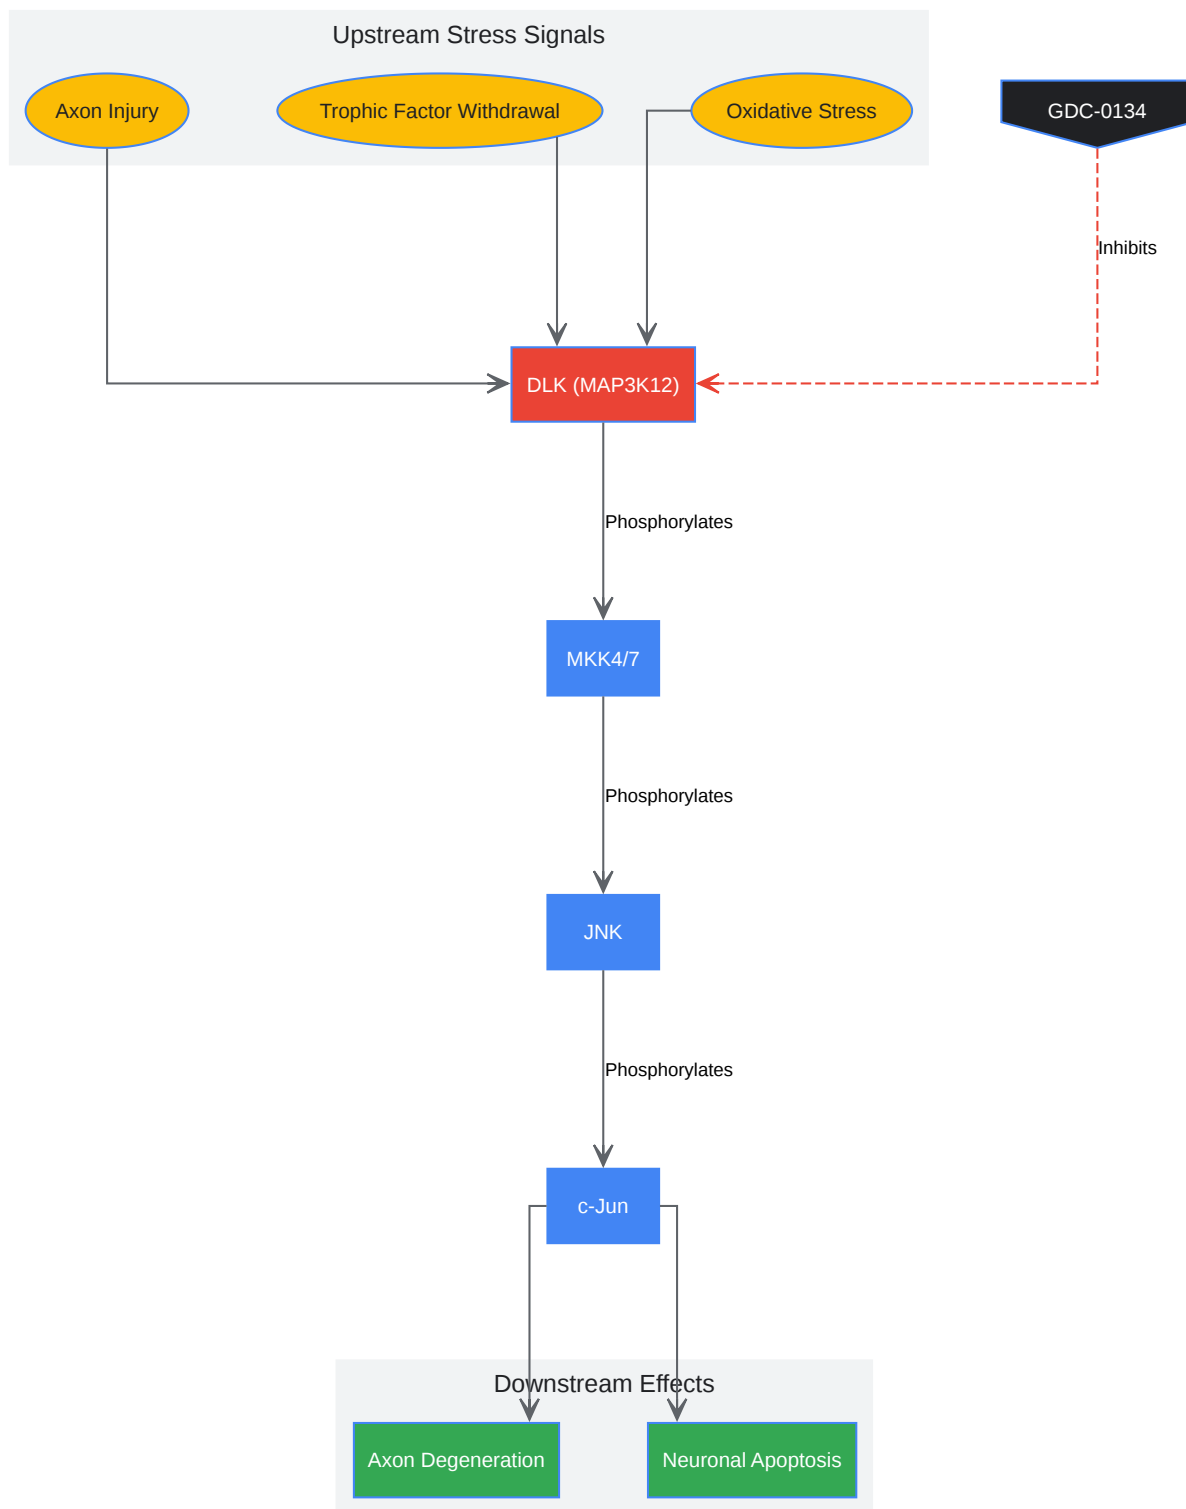 Upstream Stress Signals
Axon Injury
Trophic Factor Withdrawal
Oxidative Stress
GDC-0134
Inhibits
DLK (MAP3K12)
Phosphorylates
MKK4/7
Phosphorylates
JNK
Phosphorylates
c-Jun
Downstream Effects
Axon Degeneration
Neuronal Apoptosis